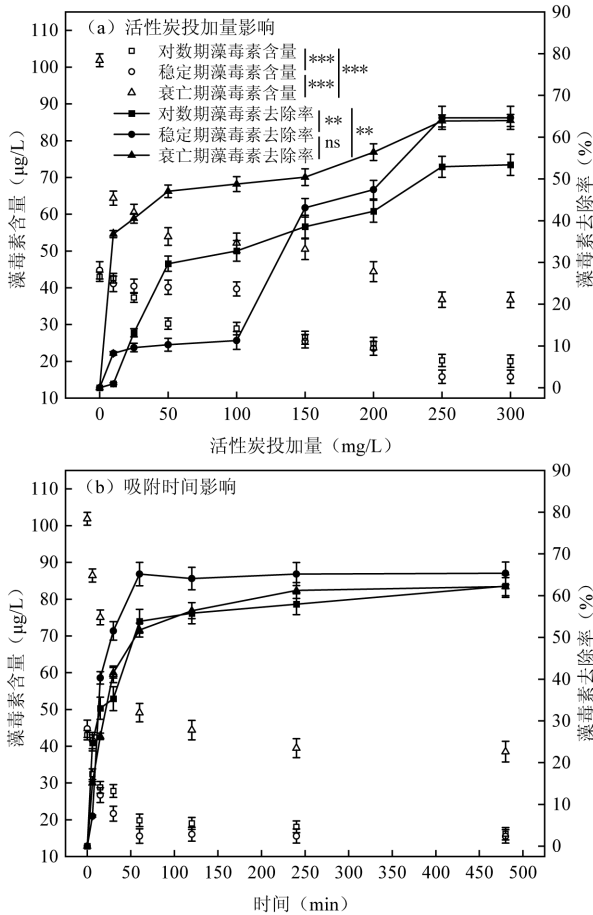 (a) 活性炭投加量影响
对数期藻毒素含量
稳定期藻毒素含量
衰亡期藻毒素含量
对数期藻毒素去除率
稳定期藻毒素去除率
衰亡期藻毒素去除率
***
***
***
**
ns
**
藻毒素含量(μg/L)
110
100
90
80
70
60
50
40
30
20
10
藻毒素去除率(%)
90
80
70
60
50
40
30
20
10
0
0 50 100 150 200 250 300
活性炭投加量(mg/L)
(b) 吸附时间影响
藻毒素含量(μg/L)
110
100
90
80
70
60
50
40
30
20
10
藻毒素去除率(%)
90
80
70
60
50
40
30
20
10
0
0 50 100 150 200 250 300 350 400 450 500
时间(min)